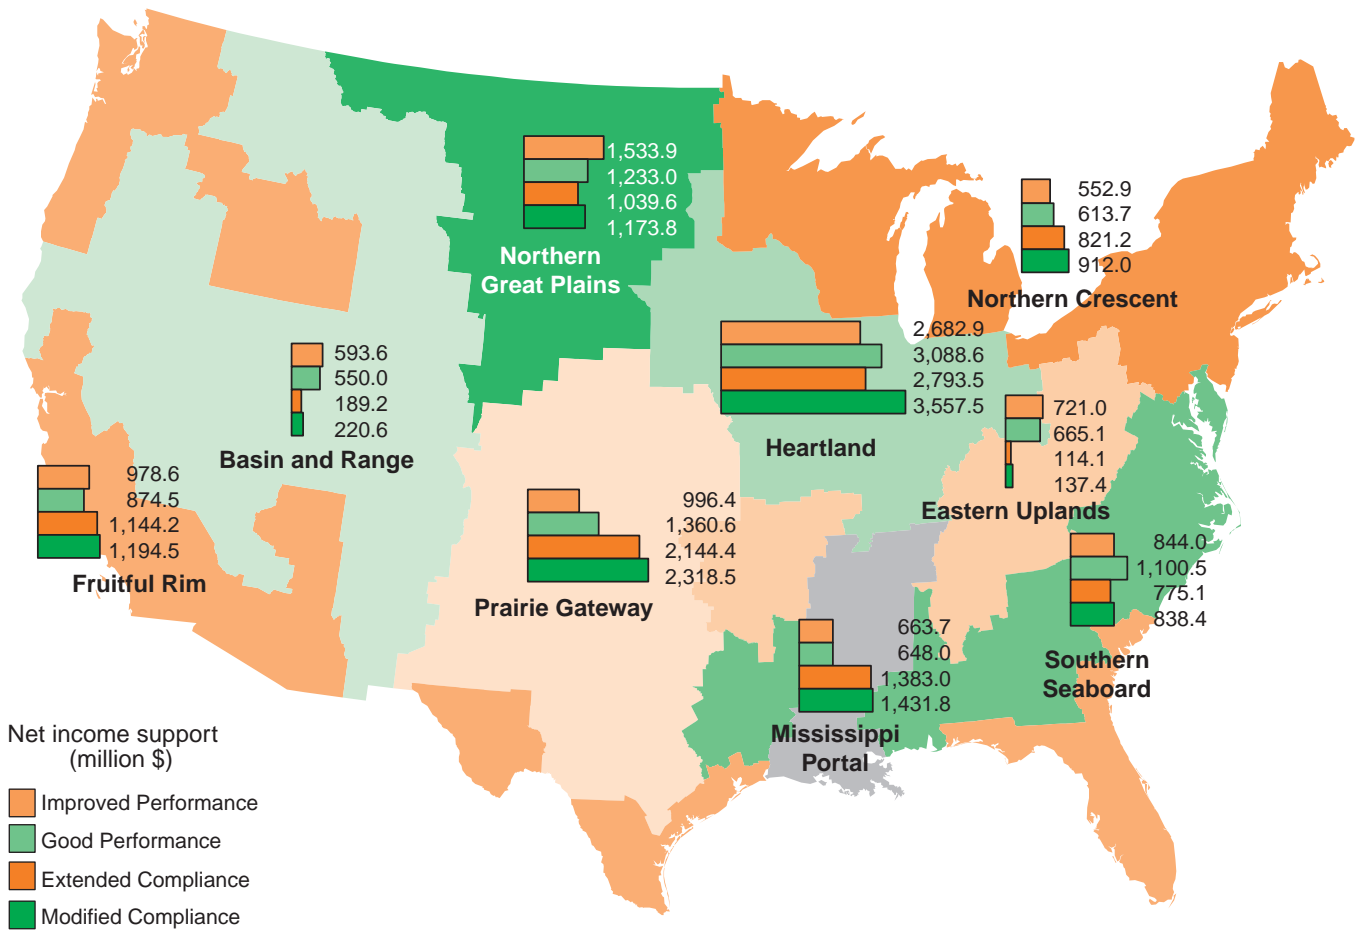 1,533.9
1,233.0
1,039.6
1,173.8
Northern
Great Plains
552.9
613.7
821.2
912.0
Northern Crescent
593.6
550.0
189.2
220.6
Basin and Range
2,682.9
3,088.6
2,793.5
3,557.5
Heartland
721.0
665.1
114.1
137.4
Eastern Uplands
978.6
874.5
1,144.2
1,194.5
Fruitful Rim
996.4
1,360.6
2,144.4
2,318.5
Prairie Gateway
844.0
1,100.5
775.1
838.4
Southern
Seaboard
663.7
648.0
1,383.0
1,431.8
Mississippi
Portal
Net income support
(million $)
Improved Performance
Good Performance
Extended Compliance
Modified Compliance